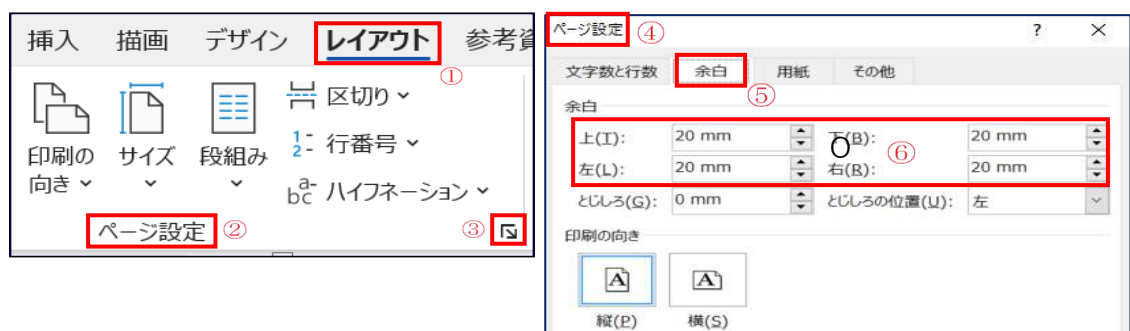 挿入 描画 デザイン レイアウト 参考資
①
区切り
行番号
ハイフネーション
印刷の向き サイズ 段組み
ページ設定 ② ③
ページ設定 ④ ? ×
文字数と行数 余白 用紙 その他
⑤
余白
上(T): 20 mm 下(B): 20 mm
O ⑥
左(L): 20 mm 右(R): 20 mm
とじしろ(G): 0 mm とじしろの位置(U): 左
印刷の向き
A A
縦(P) 横(S)